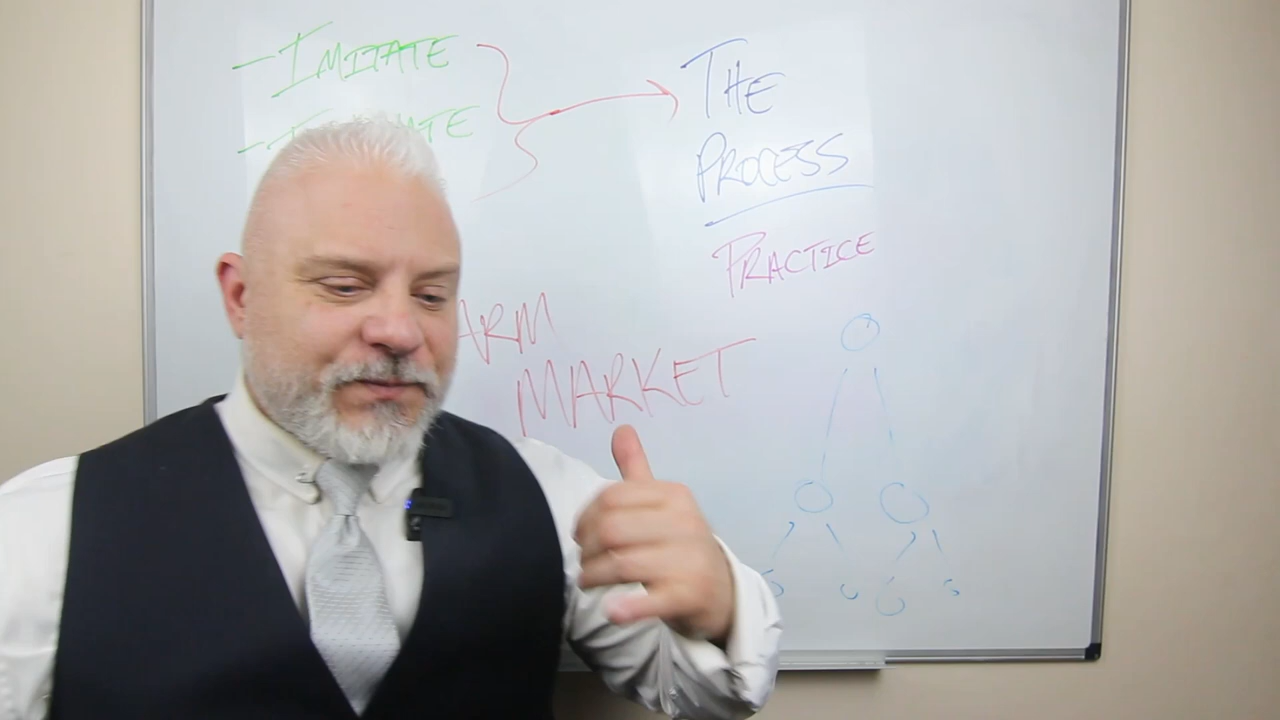 - IMITATE
THE
PROCESS
PRACTICE
MARKET